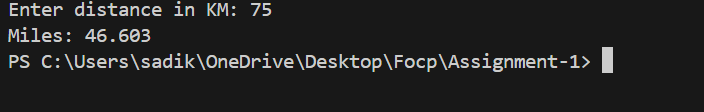 Enter distance in KM: 75
Miles: 46.603
PS C:\Users\sadik\OneDrive\Desktop\Focp\Assignment-1>